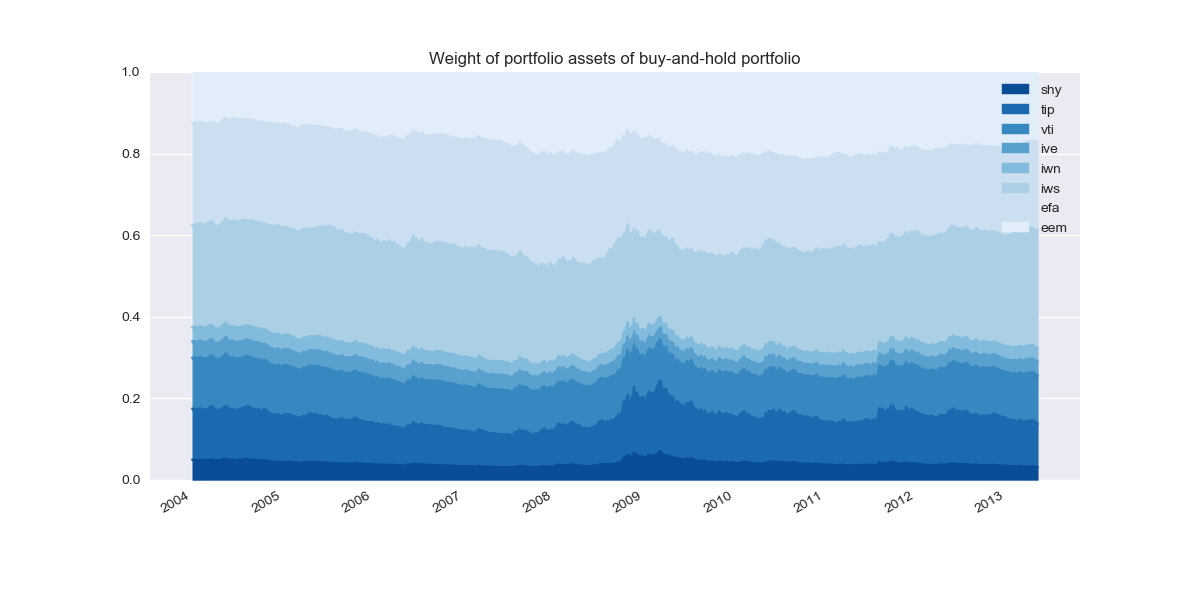 Weight of portfolio assets of buy-and-hold portfolio
1.0
0.8
0.6
0.4
0.2
0.0
shy
tip
vti
ive
iwn
iws
efa
eem
2004 2005 2006 2007 2008 2009 2010 2011 2012 2013